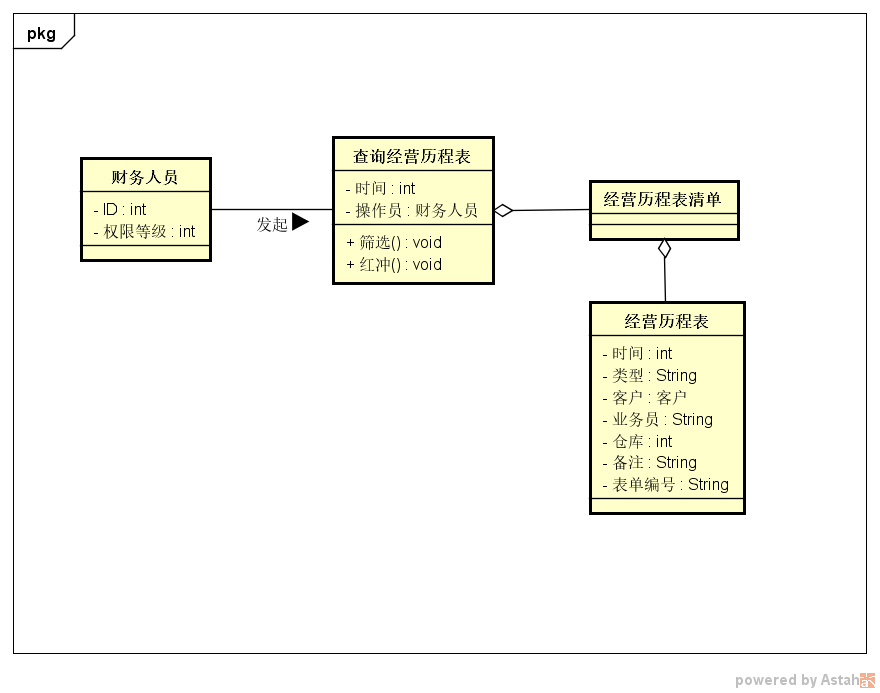 pkg
财务人员
- ID : int
- 权限等级 : int
发起
查询经营历程表
- 时间 : int
- 操作员 : 财务人员
+ 筛选() : void
+ 红冲() : void
经营历程表清单
经营历程表
- 时间 : int
- 类型 : String
- 客户 : 客户
- 业务员 : String
- 仓库 : int
- 备注 : String
- 表单编号 : String
powered by Astah